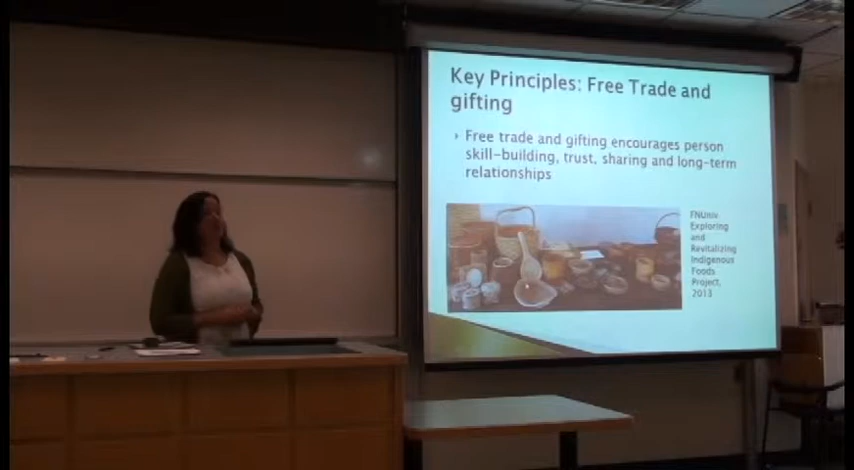 Key Principles: Free Trade and
gifting
Free trade and gifting encourages person
skill-building, trust, sharing and long-term
relationships
FNUniv
Exploring
and
Revitalizing
Indigenous
Foods
Project,
2013